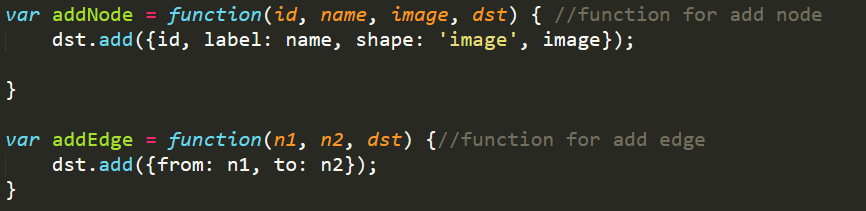 var addNode = function(id, name, image, dst) { //function for add node
dst.add({id, label: name, shape: 'image', image});
}
var addEdge = function(n1, n2, dst) {//function for add edge
dst.add({from: n1, to: n2});
}